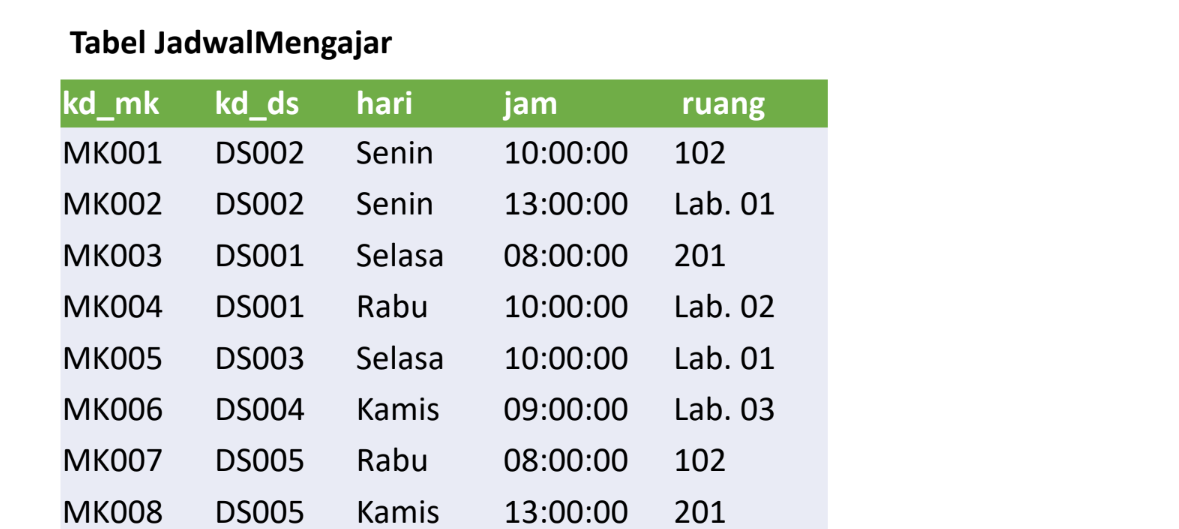 Tabel JadwalMengajar
kd_mk kd_ds hari jam ruang
MK001 DS002 Senin 10:00:00 102
MK002 DS002 Senin 13:00:00 Lab. 01
MK003 DS001 Selasa 08:00:00 201
MK004 DS001 Rabu 10:00:00 Lab. 02
MK005 DS003 Selasa 10:00:00 Lab. 01
MK006 DS004 Kamis 09:00:00 Lab. 03
MK007 DS005 Rabu 08:00:00 102
MK008 DS005 Kamis 13:00:00 201